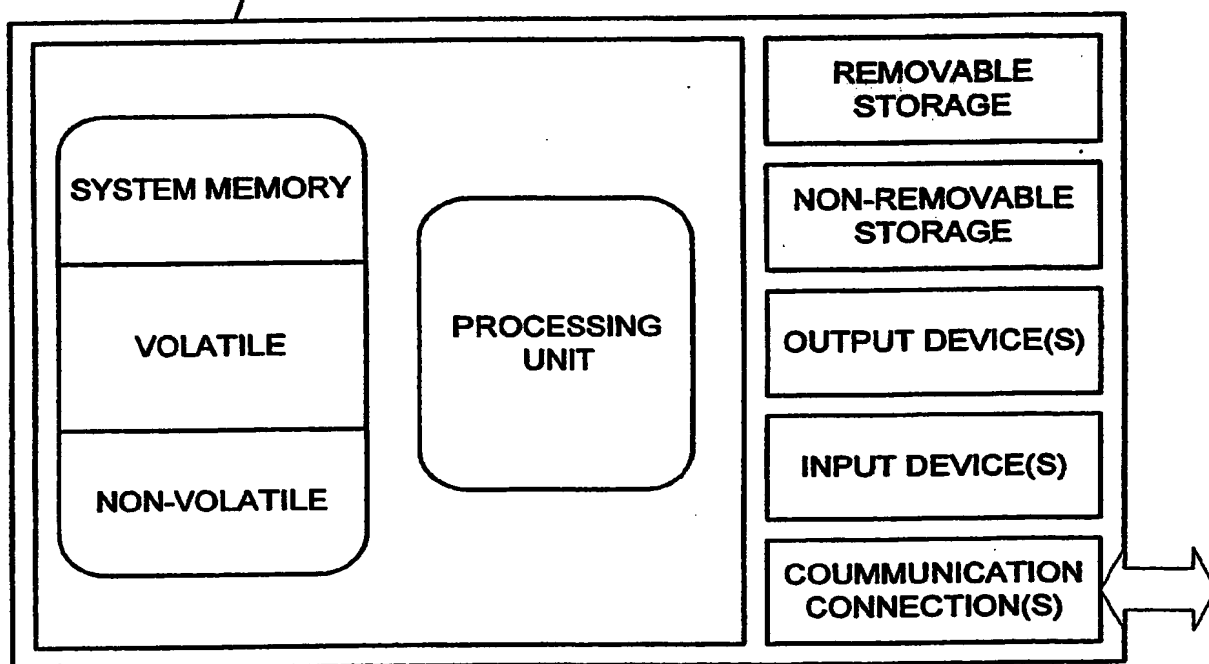 SYSTEM MEMORY
VOLATILE
NON-VOLATILE
PROCESSING
UNIT
REMOVABLE
STORAGE
NON-REMOVABLE
STORAGE
OUTPUT DEVICE(S)
INPUT DEVICE(S)
COUMMUNICATION
CONNECTION(S)